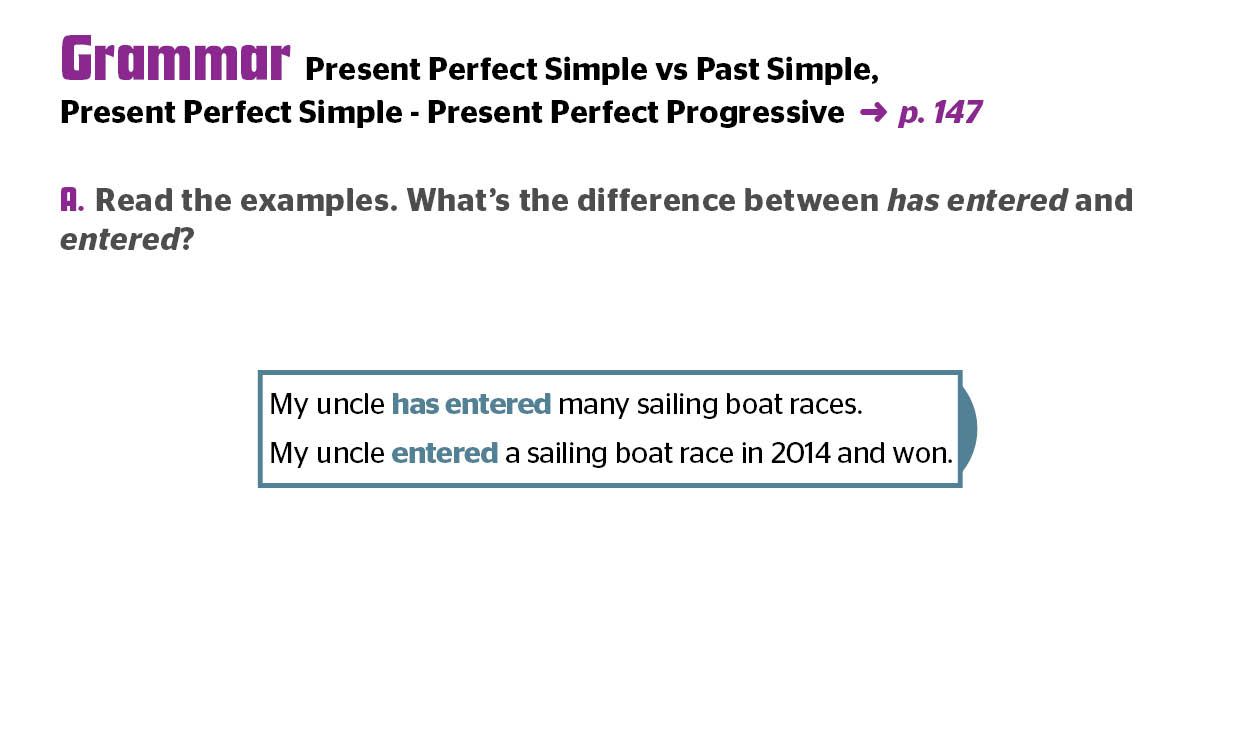 Grammar Present Perfect Simple vs Past Simple,
Present Perfect Simple - Present Perfect Progressive ➜ p. 147
A. Read the examples. What’s the difference between has entered and
entered?
My uncle has entered many sailing boat races.
My uncle entered a sailing boat race in 2014 and won.